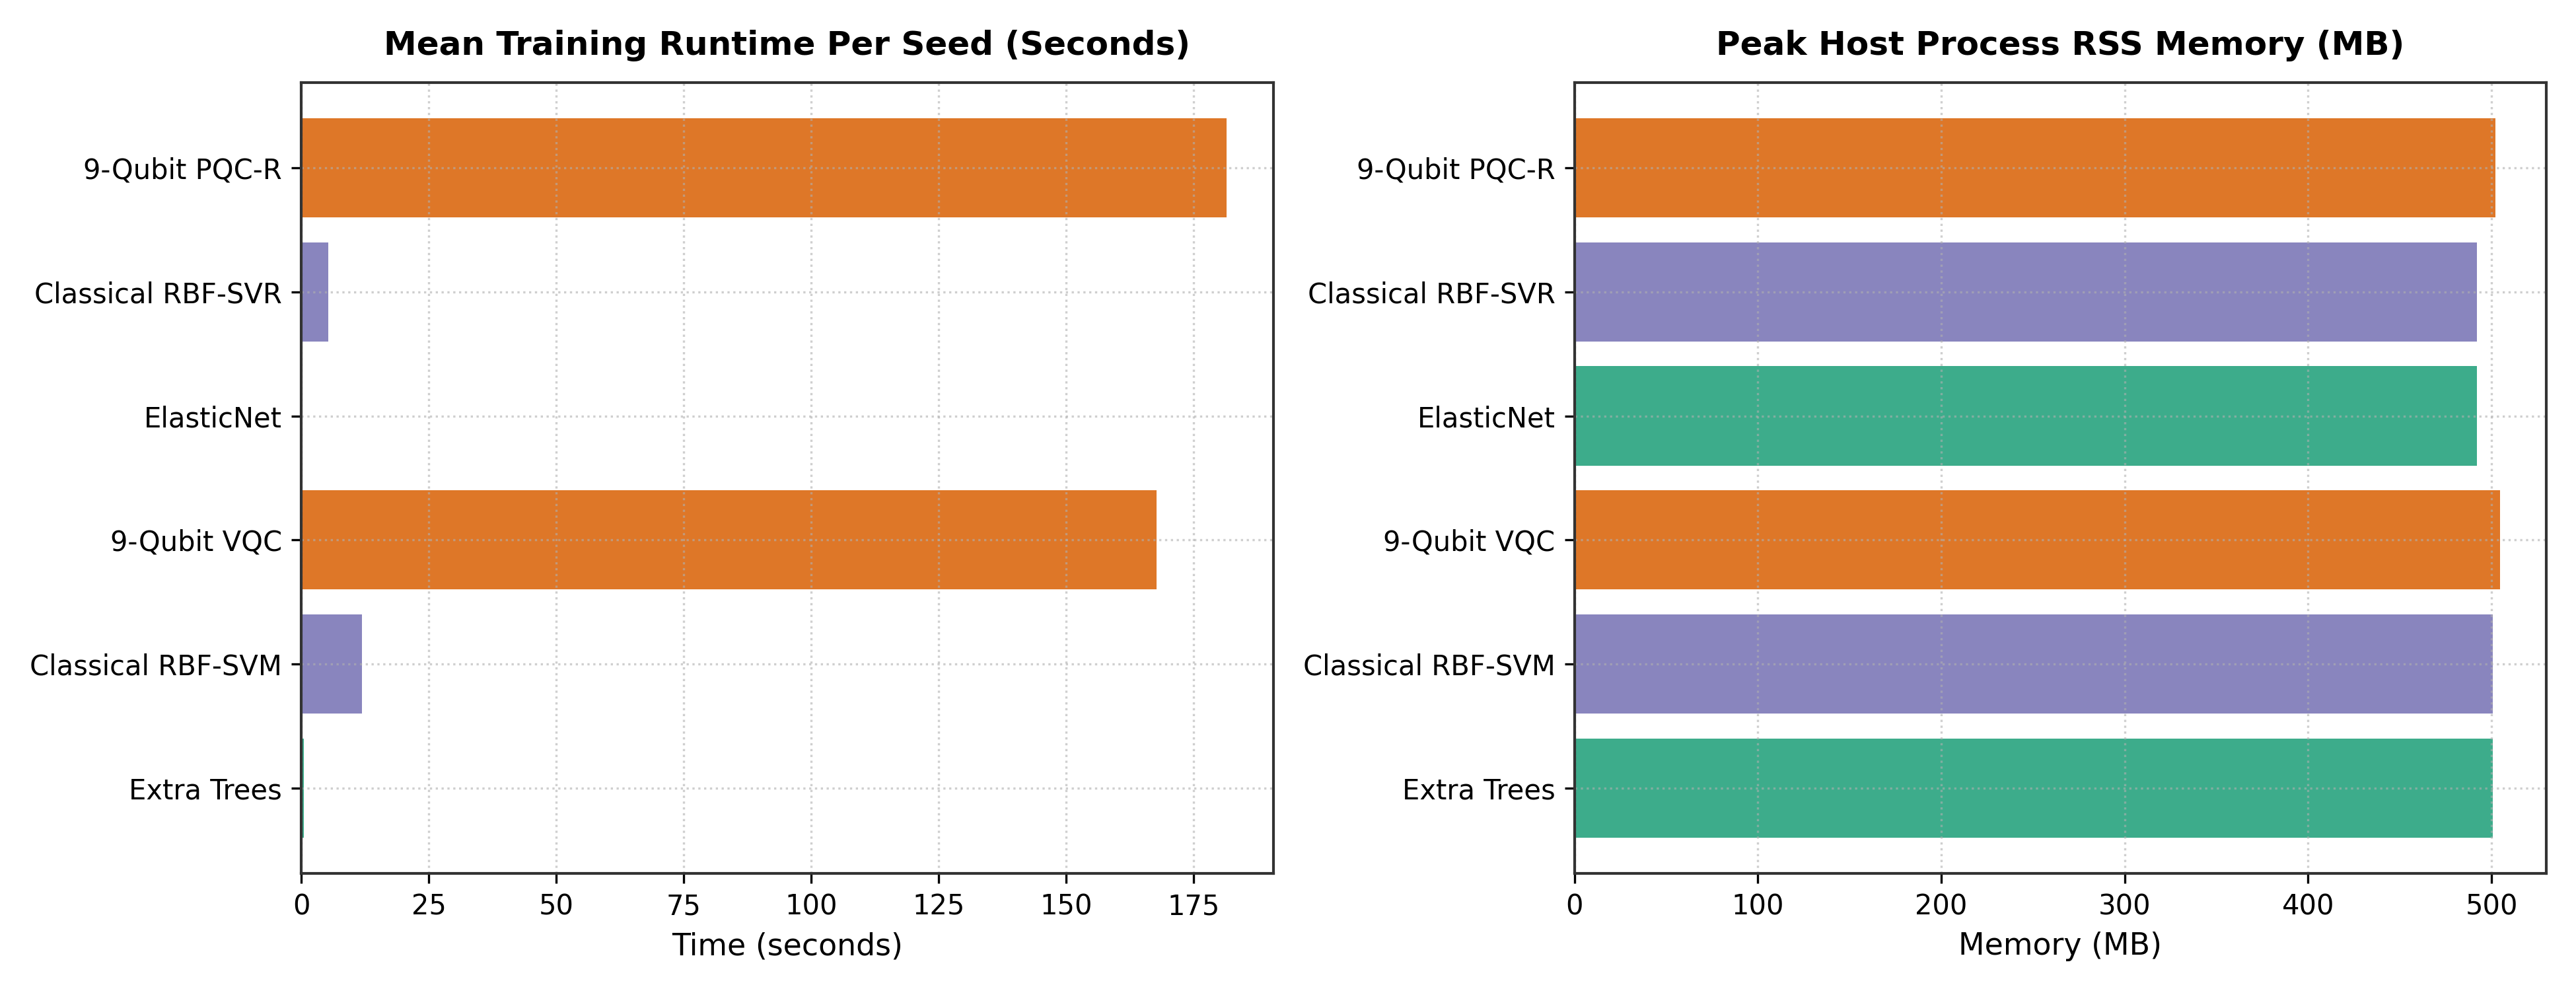 Mean Training Runtime Per Seed (Seconds)
9-Qubit PQC-R
Classical RBF-SVR
ElasticNet
9-Qubit VQC
Classical RBF-SVM
Extra Trees
0 25 50 75 100 125 150 175
Time (seconds)
Peak Host Process RSS Memory (MB)
9-Qubit PQC-R
Classical RBF-SVR
ElasticNet
9-Qubit VQC
Classical RBF-SVM
Extra Trees
0 100 200 300 400 500
Memory (MB)